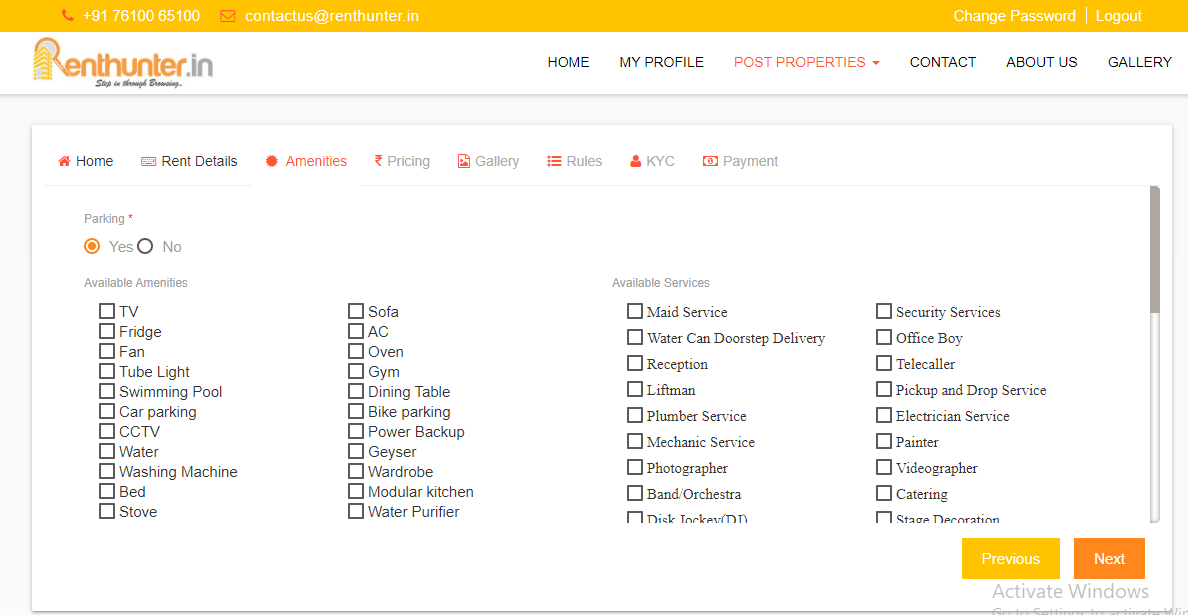 +91 76100 65100 contactus@renthunter.in Change Password Logout
Renthunter.in
Step in through Browsing..
HOME MY PROFILE POST PROPERTIES CONTACT ABOUT US GALLERY
Home Rent Details Amenities ₹ Pricing Gallery Rules KYC Payment
Parking *
Yes No
Available Amenities Available Services
TV Sofa Maid Service Security Services
Fridge AC Water Can Doorstep Delivery Office Boy
Fan Oven Reception Telecaller
Tube Light Gym Liftman Pickup and Drop Service
Swimming Pool Dining Table Plumber Service Electrician Service
Car parking Bike parking Mechanic Service Painter
CCTV Power Backup Photographer Videographer
Water Geyser Band/Orchestra Catering
Washing Machine Wardrobe Disk Jockey(DJ) Stage Decoration
Bed Modular kitchen
Stove Water Purifier
Previous Next
Activate Windows
Go to Settings to activate Win